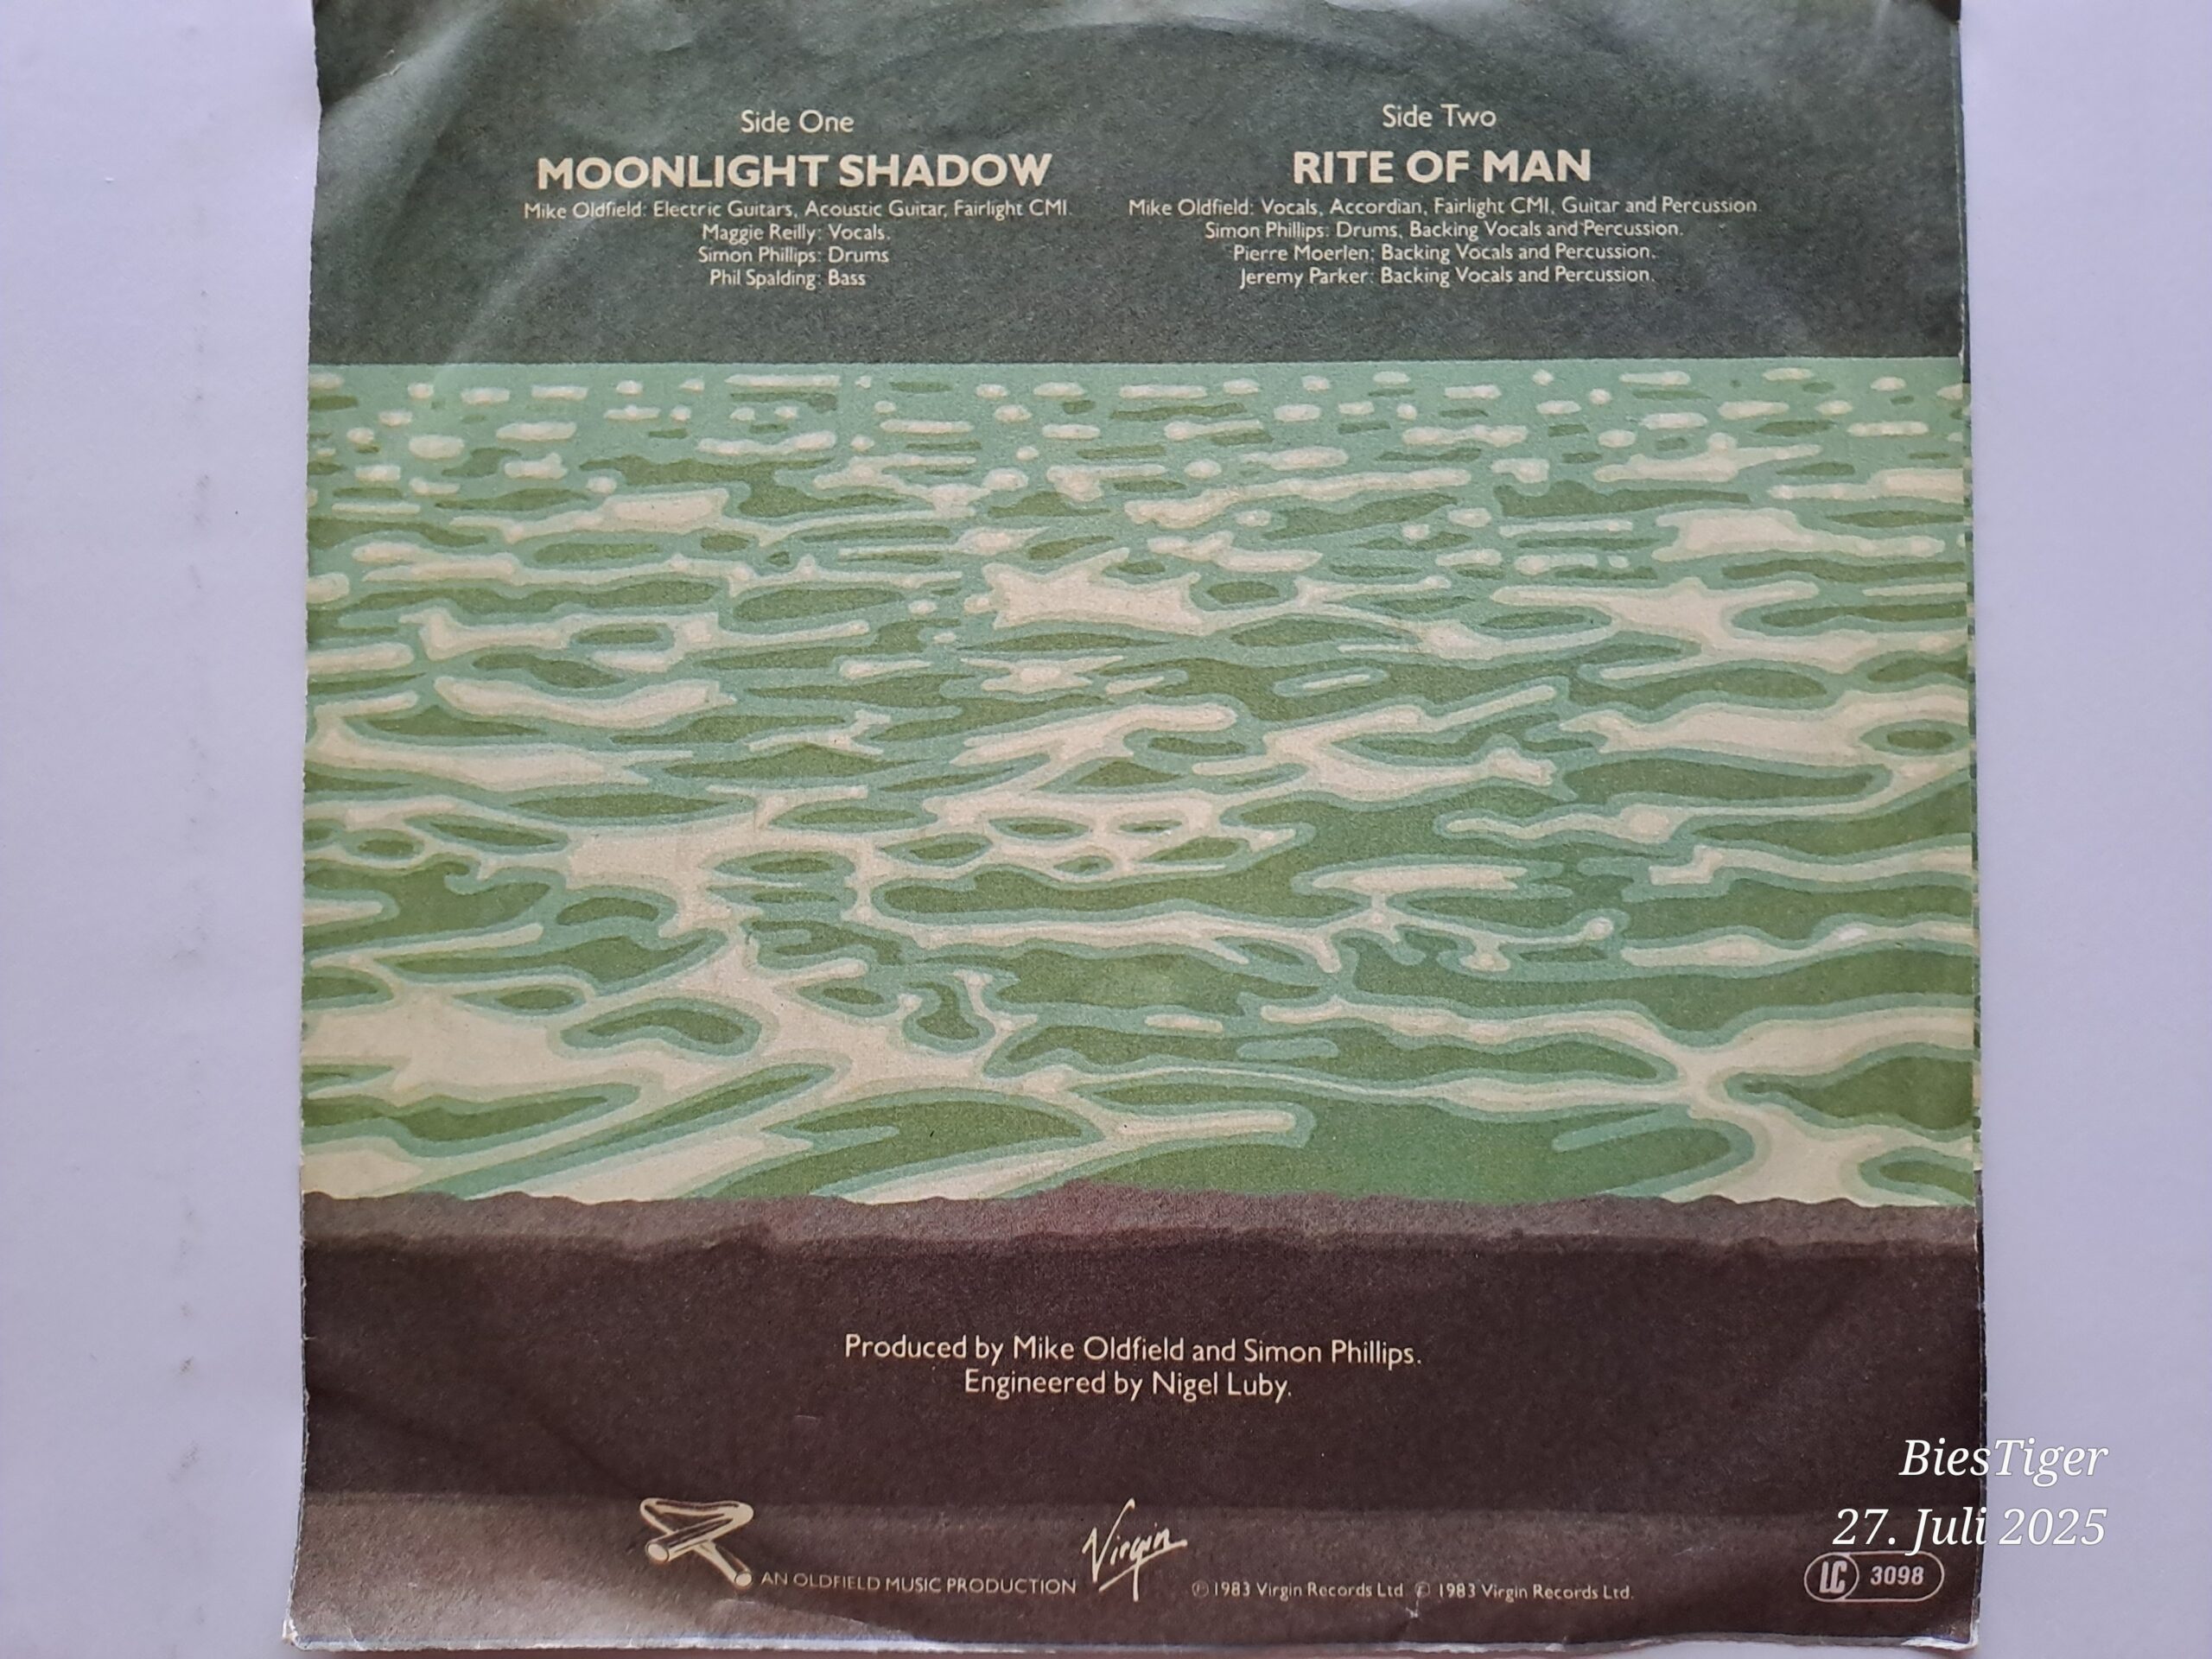 Side One
MOONLIGHT SHADOW
Mike Oldfield: Electric Guitars, Acoustic Guitar, Fairlight CMI.
Maggie Reilly: Vocals.
Simon Phillips: Drums
Phil Spalding: Bass
Side Two
RITE OF MAN
Mike Oldfield: Vocals, Accordian, Fairlight CMI, Guitar and Percussion.
Simon Phillips: Drums, Backing Vocals and Percussion.
Pierre Moerlen: Backing Vocals and Percussion.
Jeremy Parker: Backing Vocals and Percussion.
Produced by Mike Oldfield and Simon Phillips.
Engineered by Nigel Luby.
AN OLDFIELD MUSIC PRODUCTION
Virgin
℗ 1983 Virgin Records Ltd © 1983 Virgin Records Ltd.
LC 3098
BiesTiger
27. Juli 2025